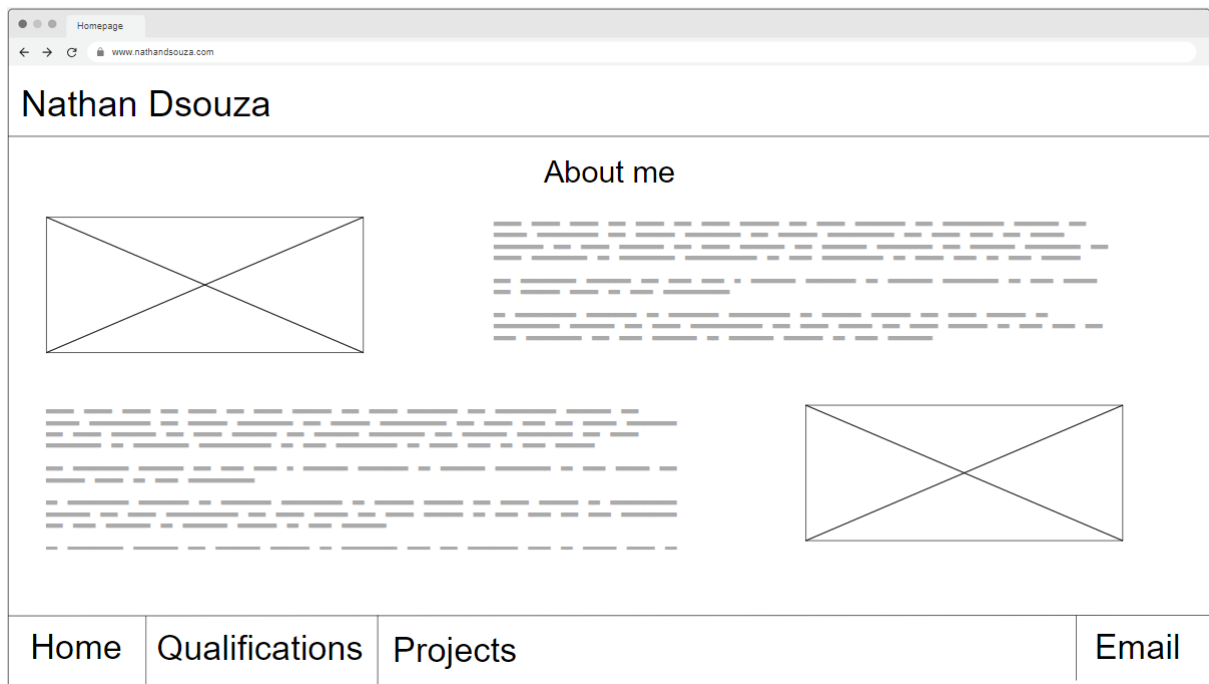 Homepage
www.nathandsouza.com
Nathan Dsouza
About me
Home
Qualifications
Projects
Email